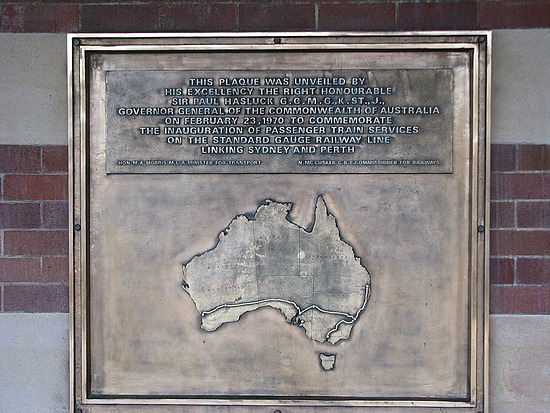 THIS PLAQUE WAS UNVEILED BY
HIS EXCELLENCY THE RIGHT HONOURABLE
SIR PAUL HASLUCK G.C.M.G., K.ST.J.,
GOVERNOR GENERAL OF THE COMMONWEALTH OF AUSTRALIA
ON FEBRUARY 23, 1970 TO COMMEMORATE
THE INAUGURATION OF PASSENGER TRAIN SERVICES
ON THE STANDARD GAUGE RAILWAY LINE
LINKING SYDNEY AND PERTH
HON. M.A. MORRIS M.L.A. MINISTER FOR TRANSPORT N. MC CUSKER C.B.E. COMMISSIONER FOR RAILWAYS